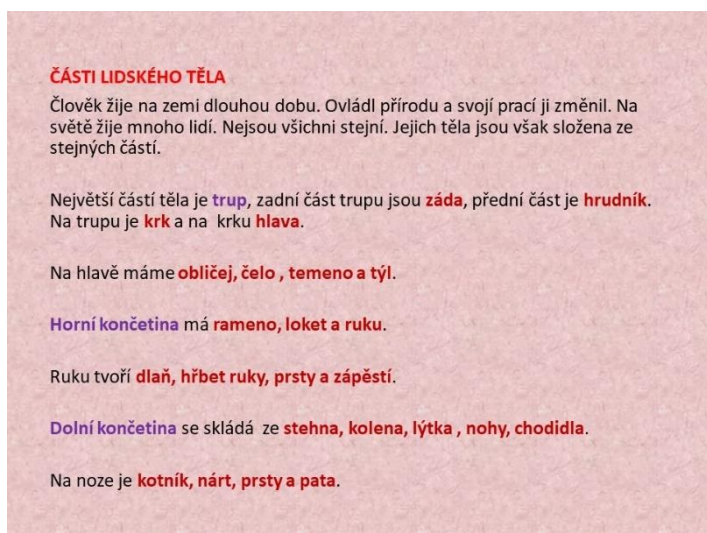 ČÁSTI LIDSKÉHO TĚLA
Člověk žije na zemi dlouhou dobu. Ovládl přírodu a svojí prací ji změnil. Na
světě žije mnoho lidí. Nejsou všichni stejní. Jejich těla jsou však složena ze
stejných částí.
Největší částí těla je trup, zadní část trupu jsou záda, přední část je hrudník.
Na trupu je krk a na krku hlava.
Na hlavě máme obličej, čelo , temeno a týl.
Horní končetina má rameno, loket a ruku.
Ruku tvoří dlaň, hřbet ruky, prsty a zápěstí.
Dolní končetina se skládá ze stehna, kolena, lýtka , nohy, chodidla.
Na noze je kotník, nárt, prsty a pata.